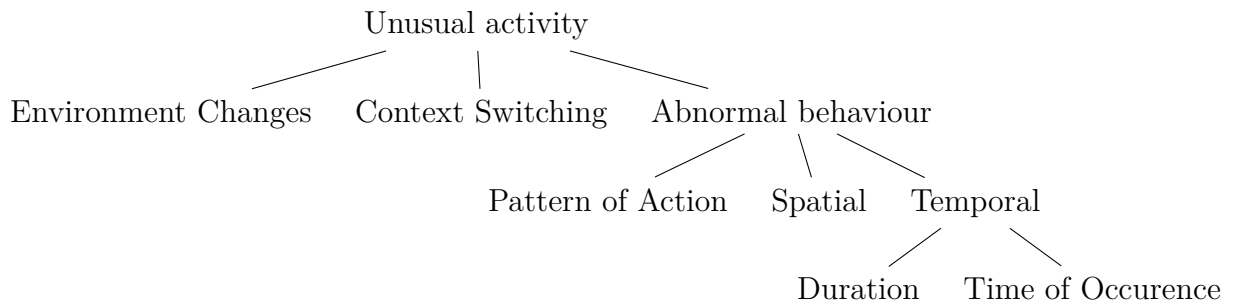 Unusual activity
Environment Changes Context Switching Abnormal behaviour
Pattern of Action Spatial Temporal
Duration Time of Occurence